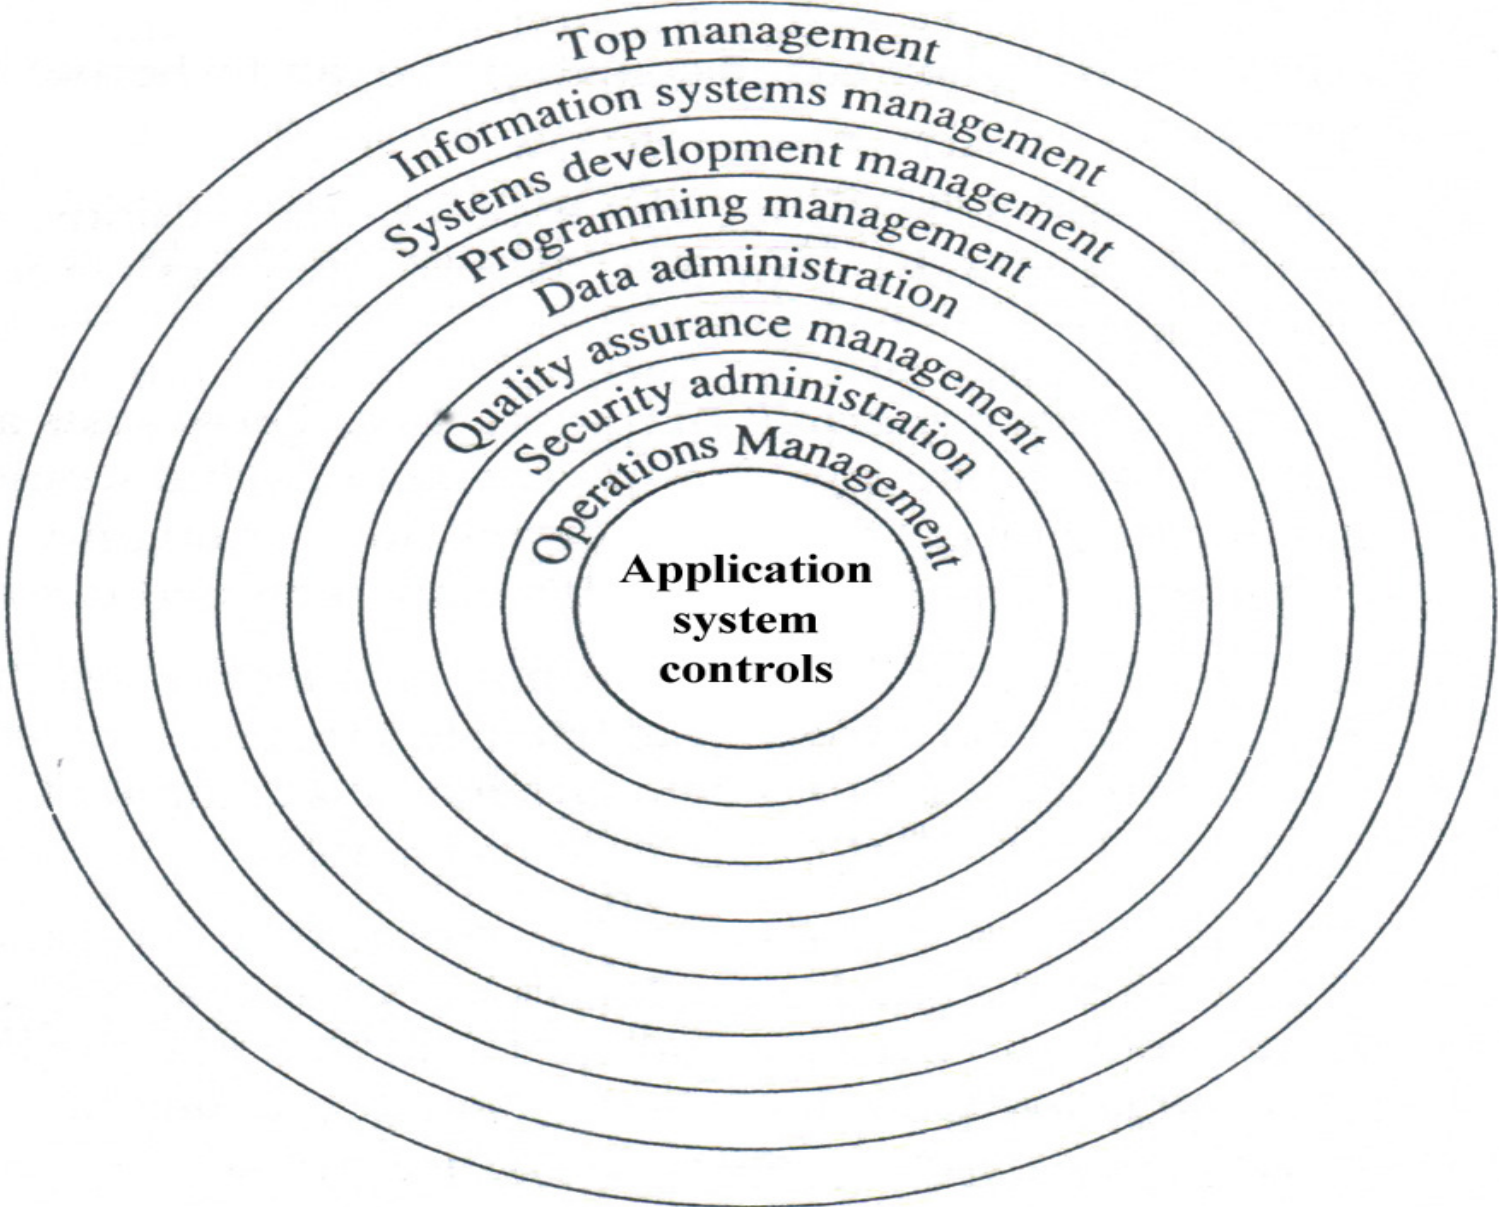 Top management
Information systems management
Systems development management
Programming management
Data administration
Quality assurance management
Security administration
Operations Management
Application
system
controls